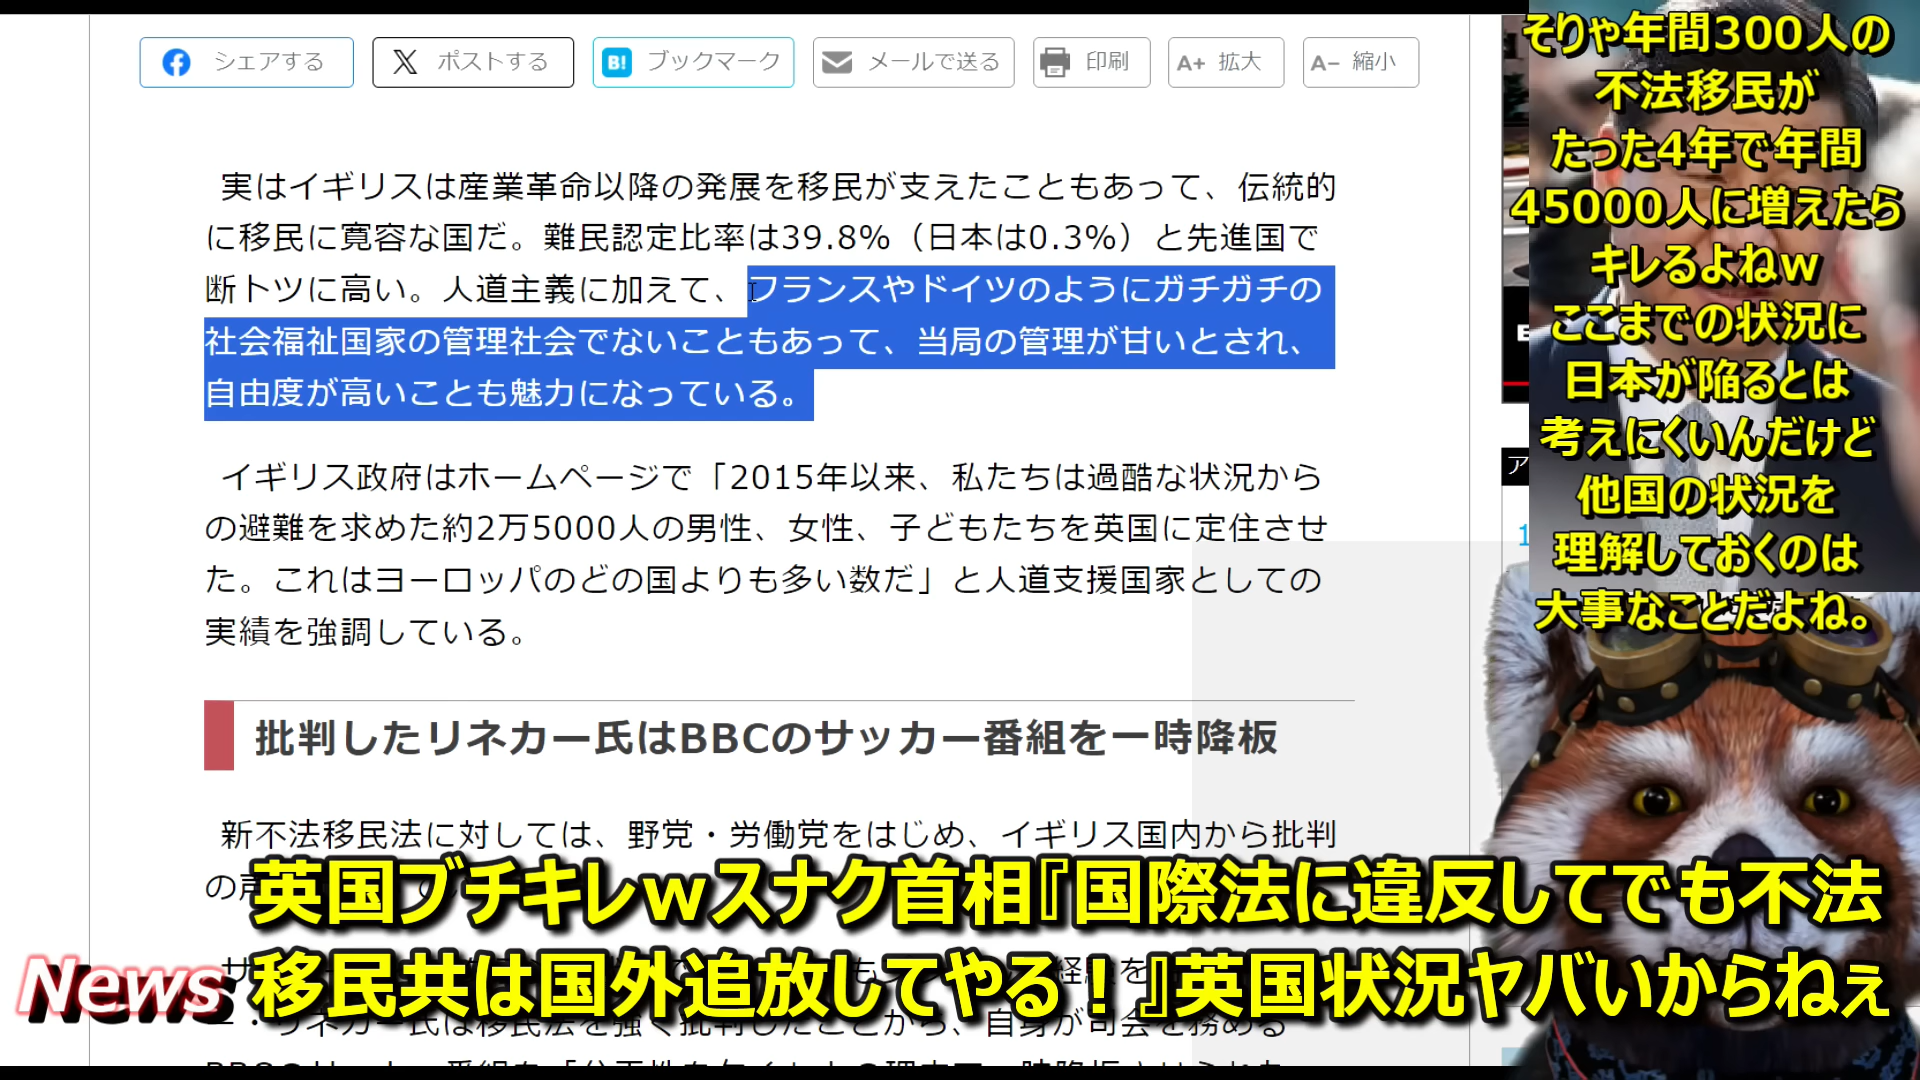 シェアする
ポストする
B! ブックマーク
メールで送る
印刷
A+ 拡大
A− 縮小
実はイギリスは産業革命以降の発展を移民が支えたこともあって、伝統的
に移民に寛容な国だ。難民認定比率は39.8%（日本は0.3%）と先進国で
断トツに高い。人道主義に加えて、フランスやドイツのようにガチガチの
社会福祉国家の管理社会でないこともあって、当局の管理が甘いとされ、
自由度が高いことも魅力になっている。
イギリス政府はホームページで「2015年以来、私たちは過酷な状況から
の避難を求めた約2万5000人の男性、女性、子どもたちを英国に定住させ
た。これはヨーロッパのどの国よりも多い数だ」と人道支援国家としての
実績を強調している。
批判したリネカー氏はBBCのサッカー番組を一時降板
新不法移民法に対しては、野党・労働党をはじめ、イギリス国内から批判
の声
そりゃ年間300人の
不法移民が
たった4年で年間
45000人に増えたら
キレるよねw
ここまでの状況に
日本が陥るとは
考えにくいんだけど
他国の状況を
理解しておくのは
大事なことだよね。
ア
1
News
英国ブチキレwスナク首相『国際法に違反してでも不法
移民共は国外追放してやる！』英国状況ヤバいからねぇ